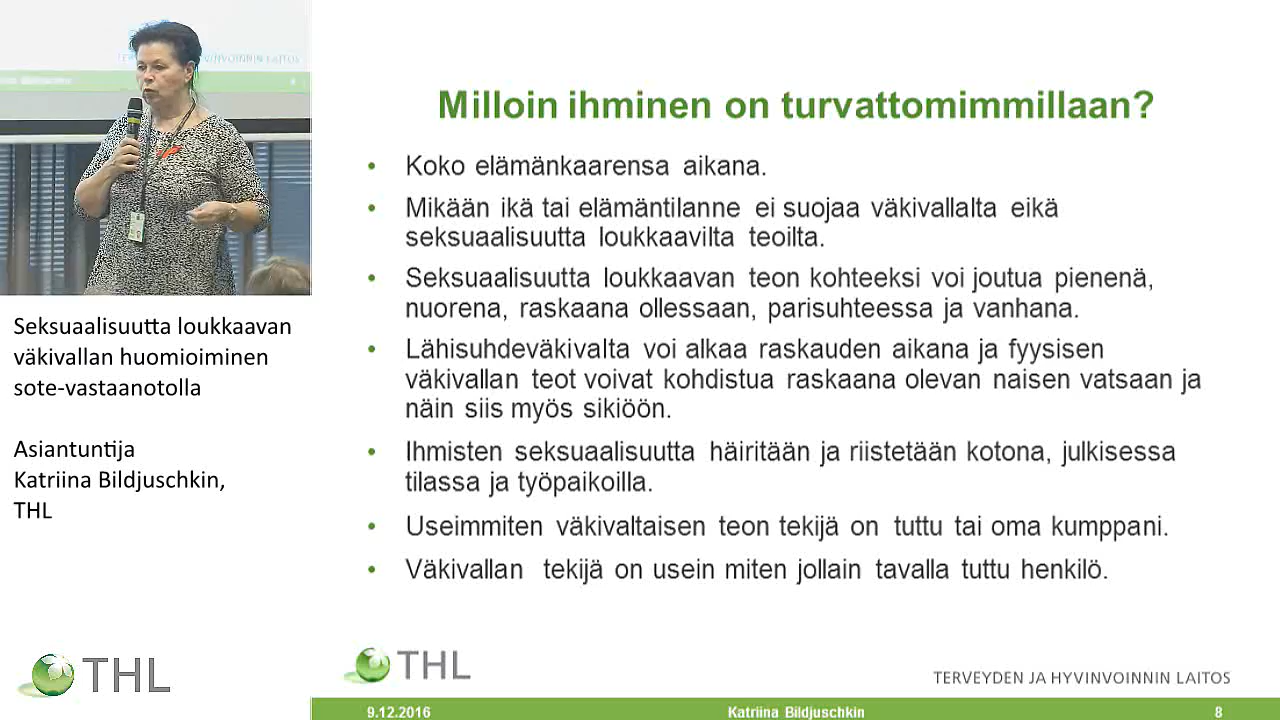 VINVOINNIN LAITOS
Seksuaalisuutta loukkaavan
väkivallan huomioiminen
sote-vastaanotolla
Asiantuntija
Katriina Bildjuschkin,
THL
THL
Milloin ihminen on turvattomimmillaan?
• Koko elämänkaarensa aikana.
• Mikään ikä tai elämäntilanne ei suojaa väkivallalta eikä
seksuaalisuutta loukkaavilta teoilta.
• Seksuaalisuutta loukkaavan teon kohteeksi voi joutua pienenä,
nuorena, raskaana ollessaan, parisuhteessa ja vanhana.
• Lähisuhdeväkivalta voi alkaa raskauden aikana ja fyysisen
väkivallan teot voivat kohdistua raskaana olevan naisen vatsaan ja
näin siis myös sikiöön.
• Ihmisten seksuaalisuutta häiritään ja riistetään kotona, julkisessa
tilassa ja työpaikoilla.
• Useimmiten väkivaltaisen teon tekijä on tuttu tai oma kumppani.
• Väkivallan tekijä on usein miten jollain tavalla tuttu henkilö.
THL
TERVEYDEN JA HYVINVOINNIN LAITOS
9.12.2016 Katriina Bildjuschkin 8